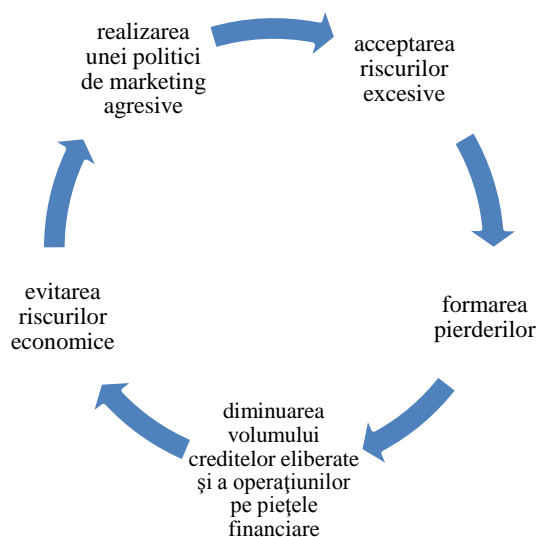 realizarea
unei politici
de marketing
agresive
acceptarea
riscurilor
excesive
formarea
pierderilor
diminuarea
volumului
creditelor eliberate
şi a operaţiunilor
pe pieţele
financiare
evitarea
riscurilor
economice